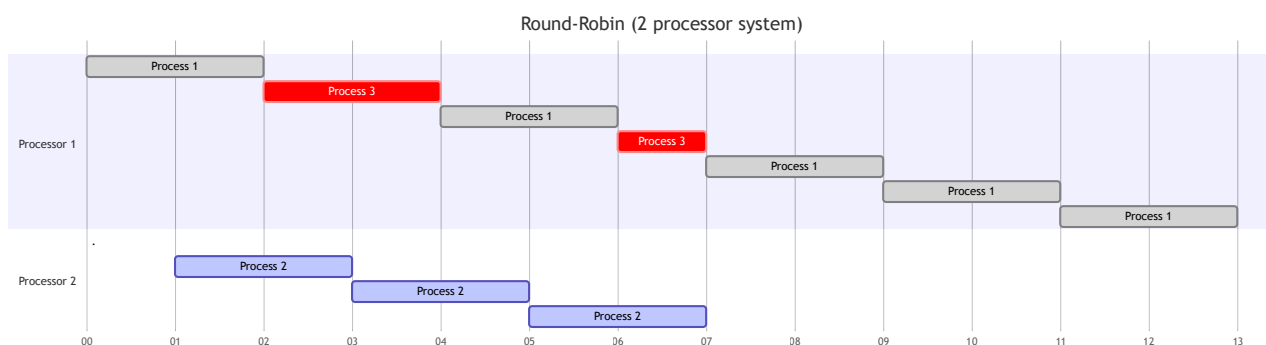 Round-Robin (2 processor system)
Process 1
Process 3
Process 1
Processor 1
Process 3
Process 1
Process 1
Process 1
.
Process 2
Processor 2
Process 2
Process 2
00 01 02 03 04 05 06 07 08 09 10 11 12 13